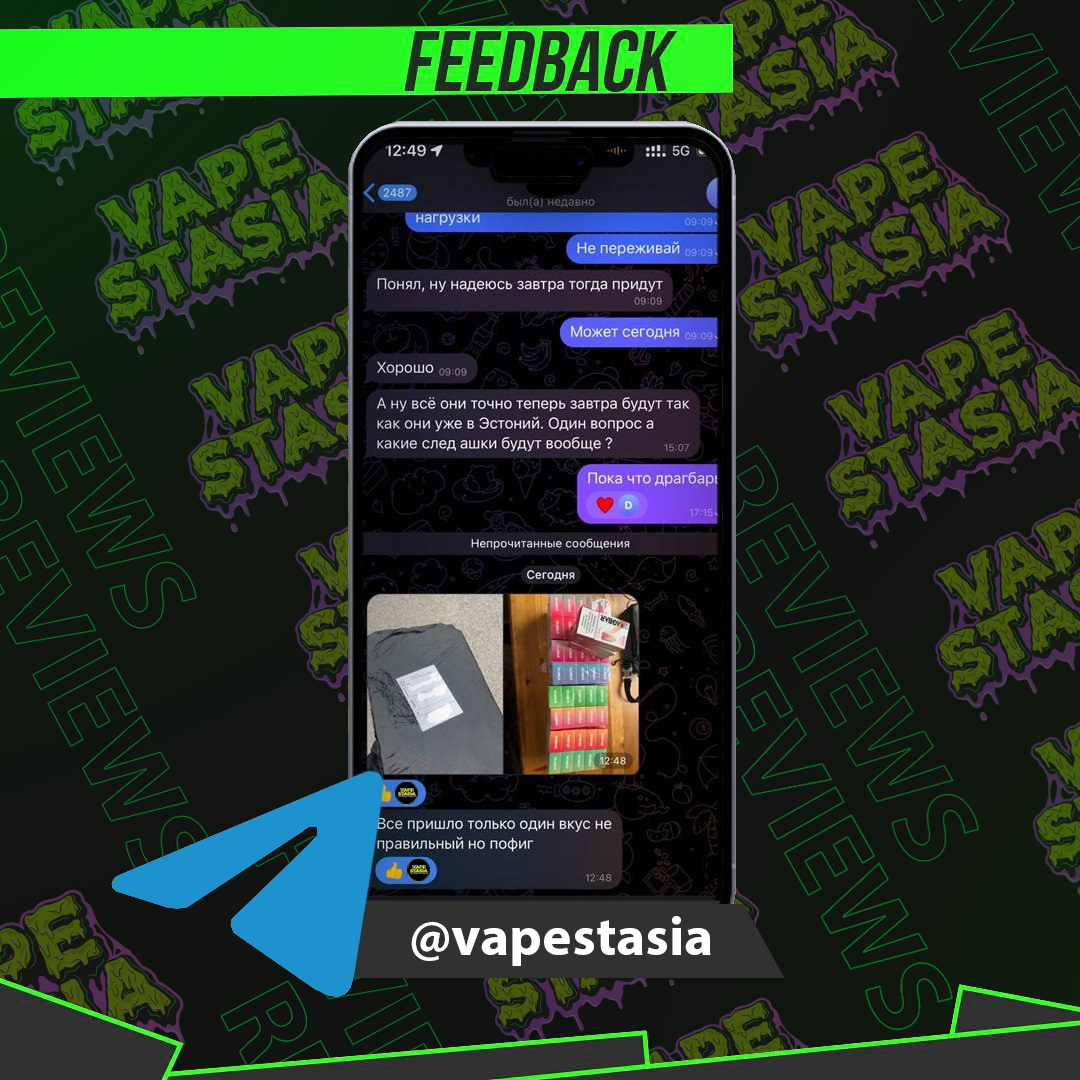 FEEDBACK
VAPE STASIA
REVIEWS
12:49
5G
2487
был(а) недавно
нагрузки
09:09
Не переживай 09:09
Понял, ну надеюсь завтра тогда придут
09:09
Может сегодня 09:09
Хорошо 09:09
А ну всё они точно теперь завтра будут так
как они уже в Эстоний. Один вопрос а
какие след ашки будут вообще ?
15:07
Пока что драгбары
D
17:15
Непрочитанные сообщения
Сегодня
12:48
Все пришло только один вкус не
правильный но пофиг
VAPE STASIA
12:48
@vapestasia